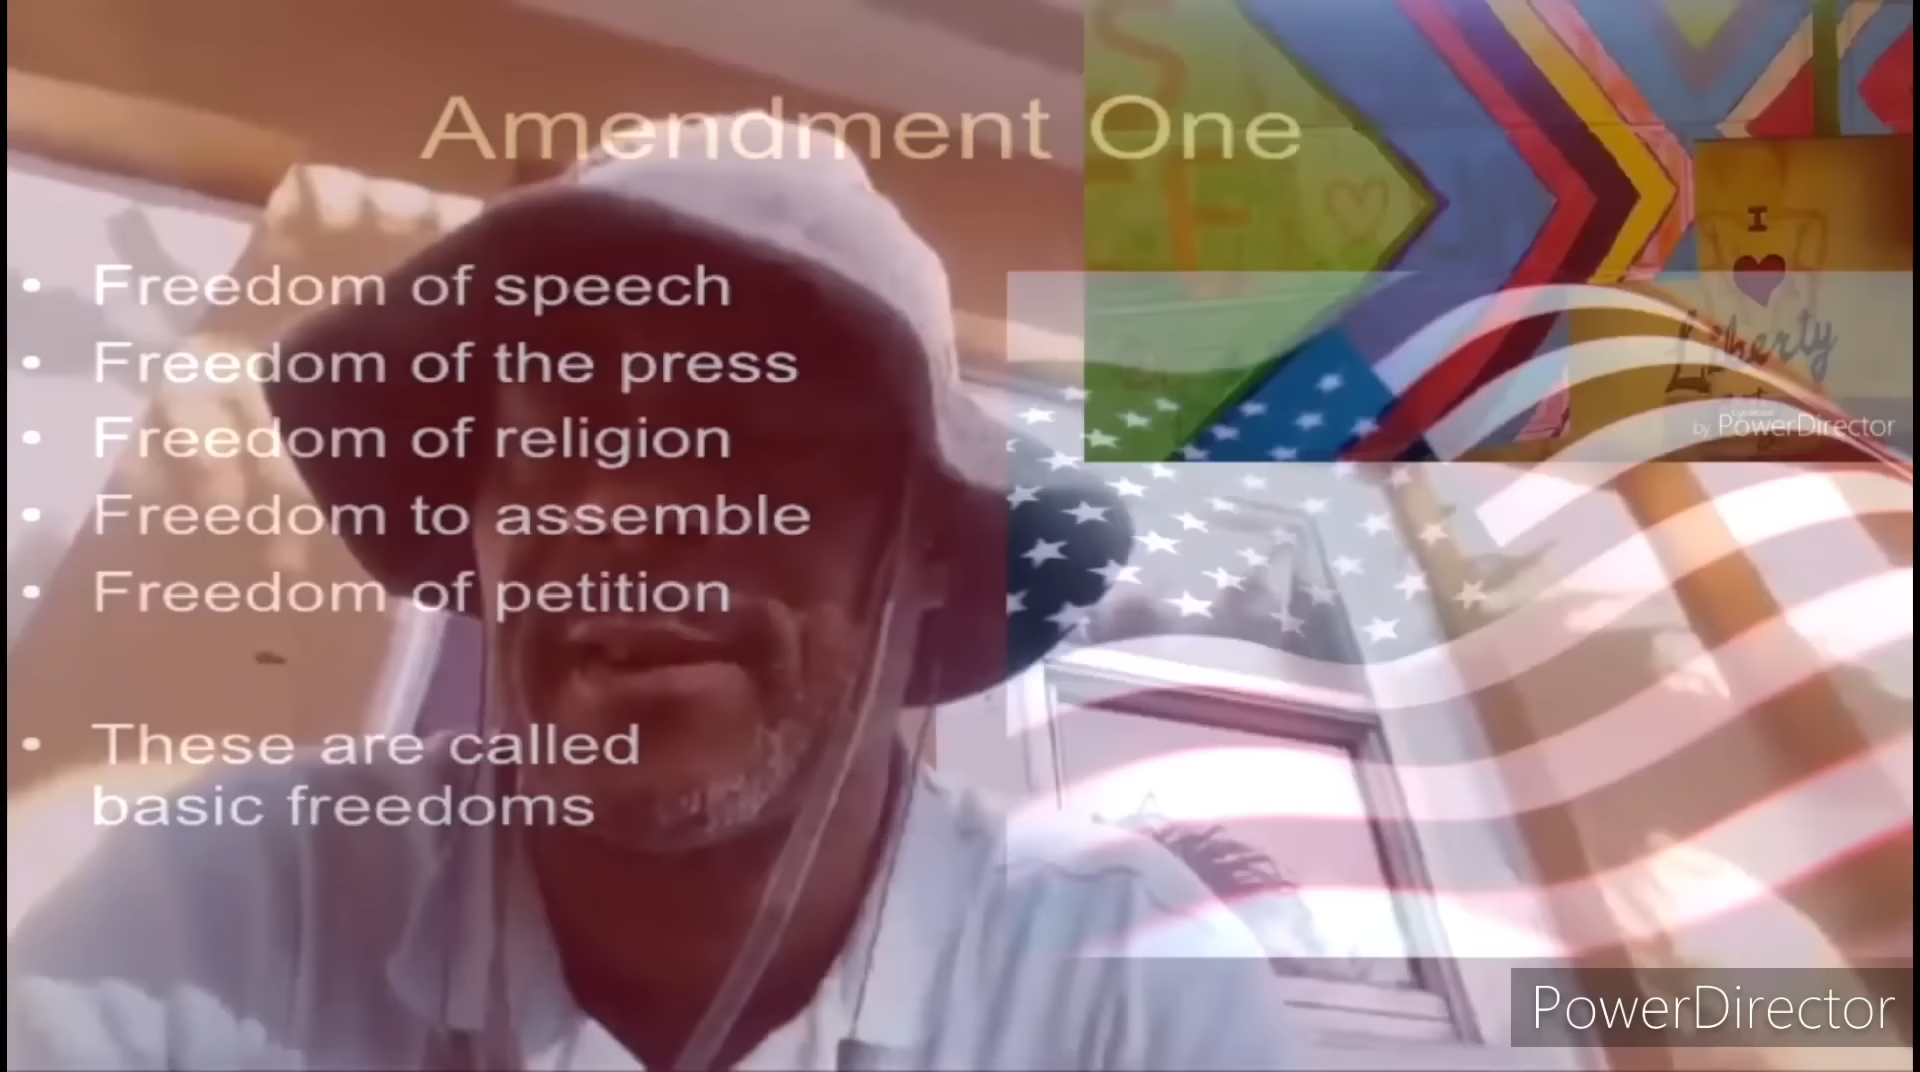 Amendment One
• Freedom of speech
• Freedom of the press
• Freedom of religion
• Freedom to assemble
• Freedom of petition
• These are called
basic freedoms
I
Liberty
by PowerDirector
PowerDirector